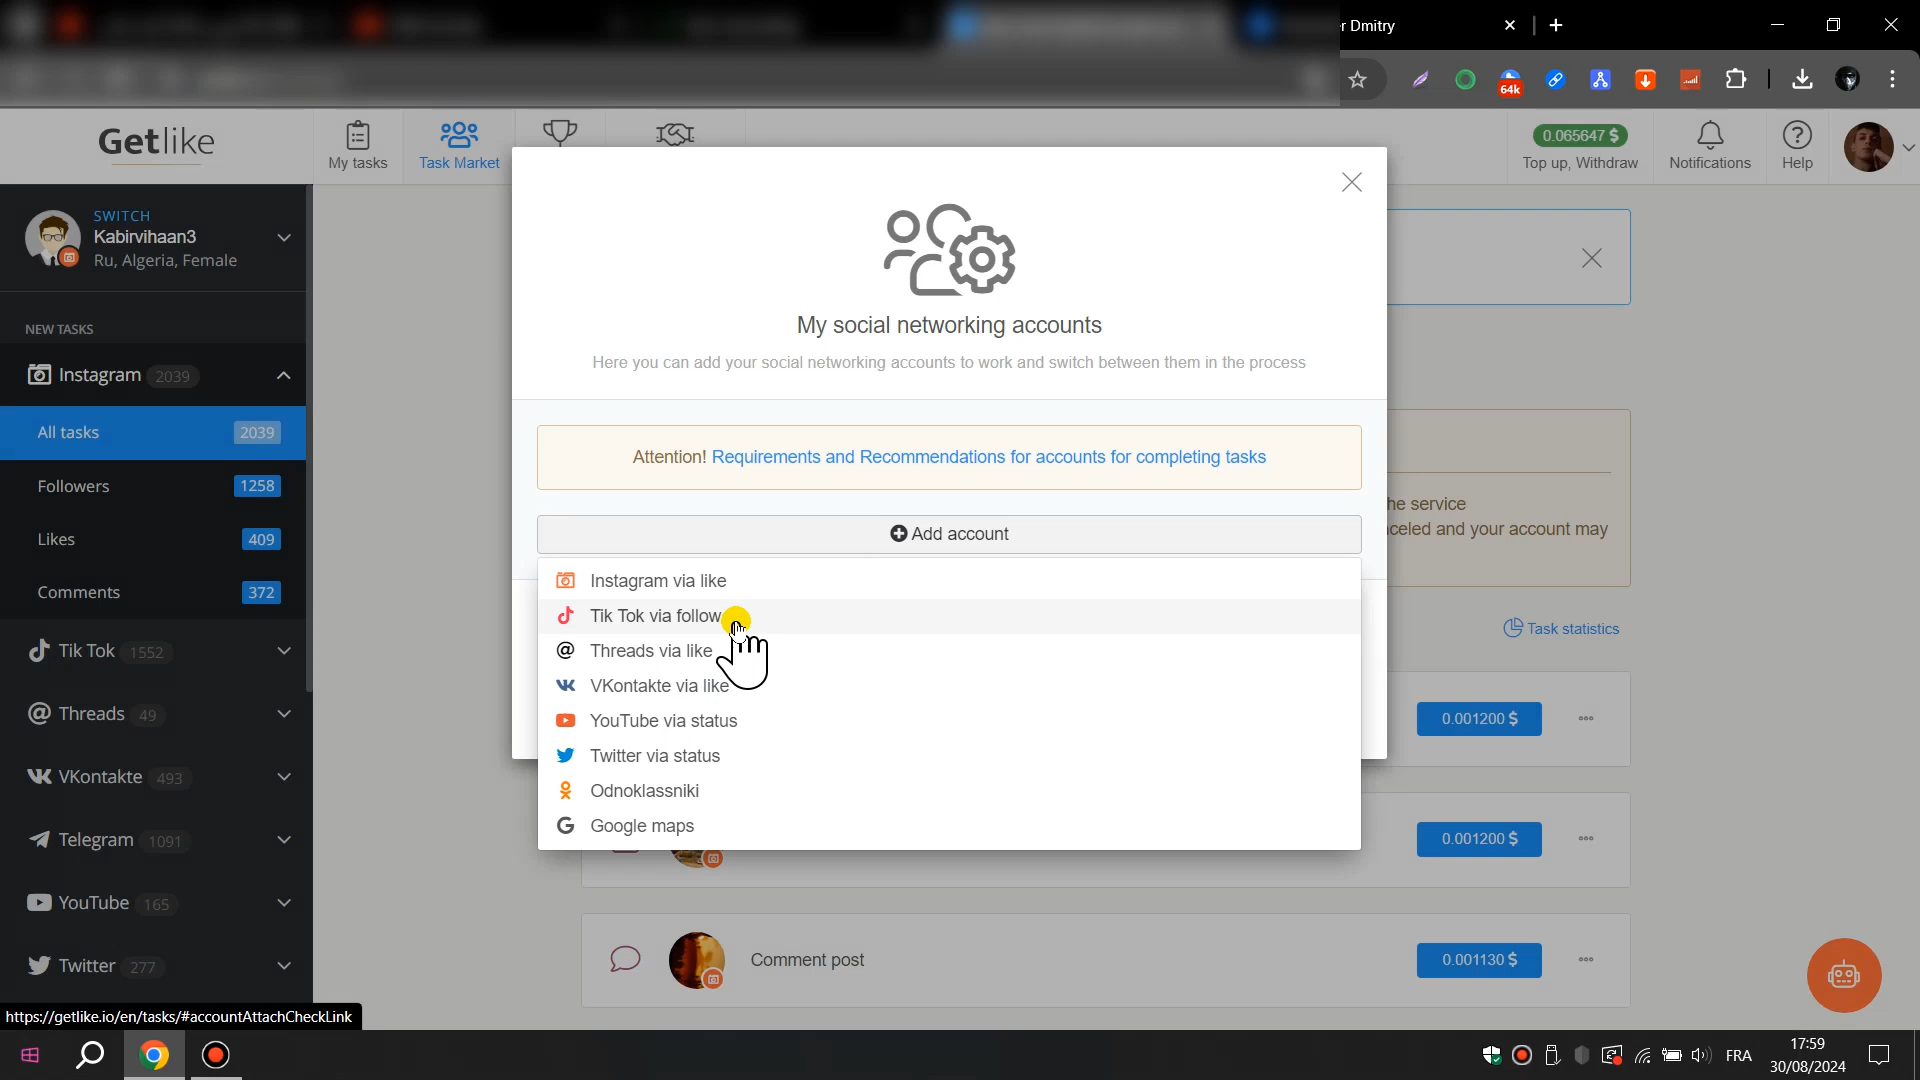 r Dmitry
64k
Getlike
My tasks
Task Market
0.065647 $
Top up, Withdraw
Notifications
Help
SWITCH
Kabirvihaan3
Ru, Algeria, Female
NEW TASKS
Instagram 2039
All tasks 2039
Followers 1258
Likes 409
Comments 372
Tik Tok 1552
Threads 49
VKontakte 493
Telegram 1091
YouTube 165
Twitter 277
My social networking accounts
Here you can add your social networking accounts to work and switch between them in the process
Attention! Requirements and Recommendations for accounts for completing tasks
Add account
Instagram via like
Tik Tok via follow
Threads via like
VKontakte via like
YouTube via status
Twitter via status
Odnoklassniki
Google maps
he service
celed and your account may
Task statistics
0.001200 $
0.001200 $
Comment post
0.001130 $
https://getlike.io/en/tasks/#accountAttachCheckLink
FRA
17:59
30/08/2024